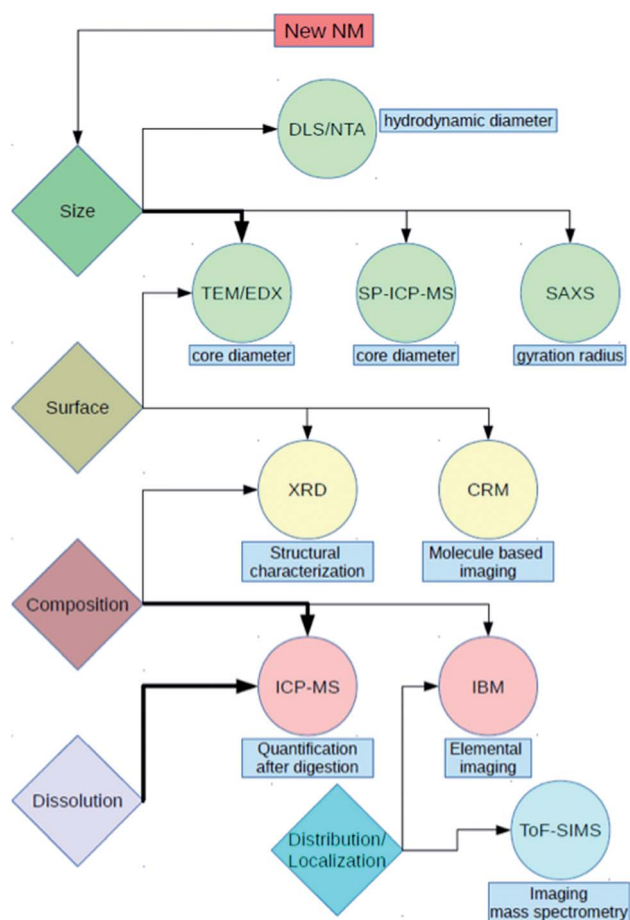 New NM
DLS/NTA
hydrodynamic diameter
Size
TEM/EDX
SP-ICP-MS
SAXS
core diameter
core diameter
gyration radius
Surface
XRD
CRM
Structural
characterization
Molecule based
imaging
Composition
ICP-MS
IBM
Quantification
after digestion
Elemental
imaging
Dissolution
Distribution/
Localization
ToF-SIMS
Imaging
mass spectrometry